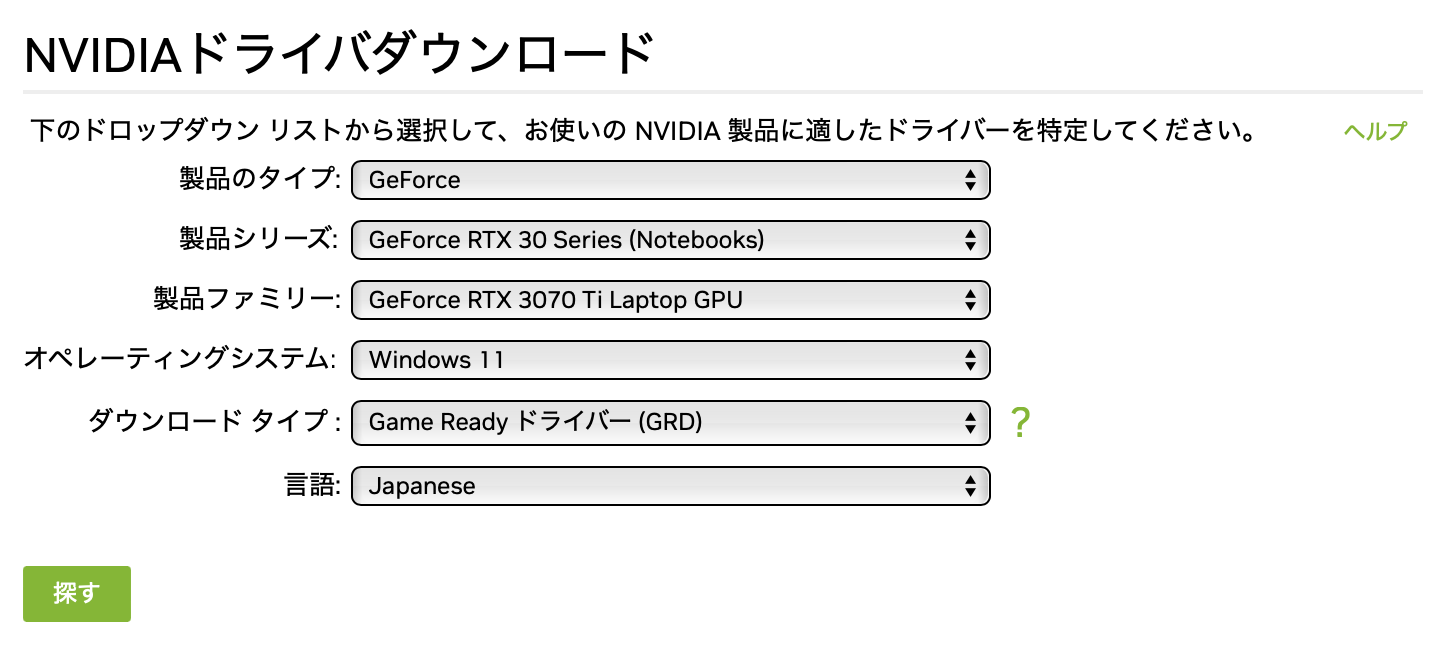 NVIDIAドライバダウンロード
下のドロップダウン リストから選択して、お使いの NVIDIA 製品に適したドライバーを特定してください。 ヘルプ
製品のタイプ: GeForce
製品シリーズ: GeForce RTX 30 Series (Notebooks)
製品ファミリー: GeForce RTX 3070 Ti Laptop GPU
オペレーティングシステム: Windows 11
ダウンロード タイプ : Game Ready ドライバー (GRD) ?
言語: Japanese
探す